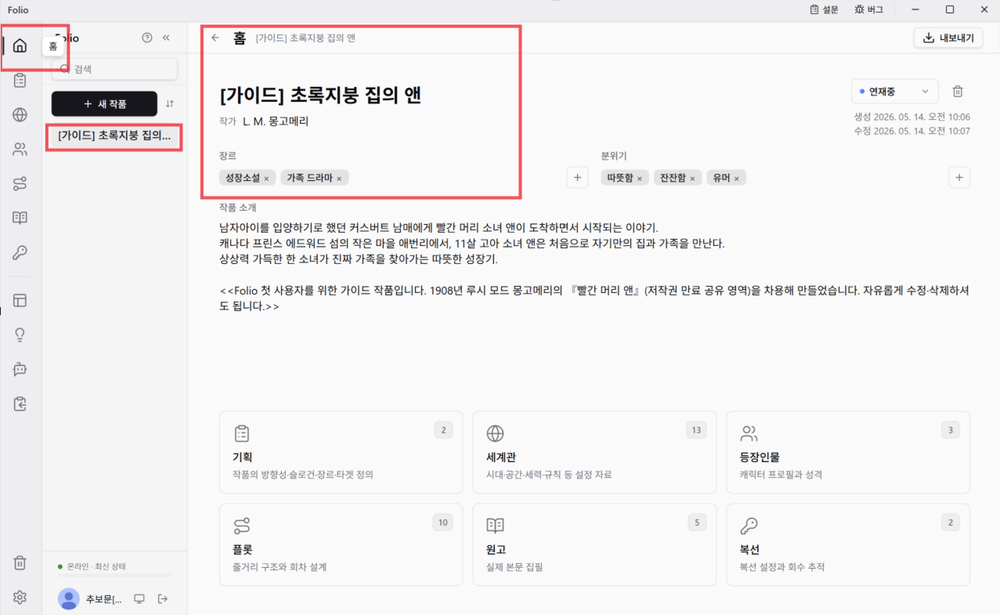 Folio
설문
버그
Folio
홈
검색
+ 새 작품
[가이드] 초록지붕 집의...
온라인 · 최신 상태
추보문[...
홈 [가이드] 초록지붕 집의 앤
내보내기
[가이드] 초록지붕 집의 앤
작가 L. M. 몽고메리
연재중
생성 2026. 05. 14. 오전 10:06
수정 2026. 05. 14. 오전 10:07
장르
성장소설 ×
가족 드라마 ×
+
분위기
따뜻함 ×
잔잔함 ×
유머 ×
+
작품 소개
남자아이를 입양하기로 했던 커스버트 남매에게 빨간 머리 소녀 앤이 도착하면서 시작되는 이야기.
캐나다 프린스 에드워드 섬의 작은 마을 애번리에서, 11살 고아 소녀 앤은 처음으로 자기만의 집과 가족을 만난다.
상상력 가득한 한 소녀가 진짜 가족을 찾아가는 따뜻한 성장기.
<<Folio 첫 사용자를 위한 가이드 작품입니다. 1908년 루시 모드 몽고메리의 『빨간 머리 앤』(저작권 만료 공유 영역)을 차용해 만들었습니다. 자유롭게 수정·삭제하셔
도 됩니다.>>
2
기획
작품의 방향성·슬로건·장르·타겟 정의
13
세계관
시대·공간·세력·규칙 등 설정 자료
3
등장인물
캐릭터 프로필과 성격
10
플롯
줄거리 구조와 회차 설계
5
원고
실제 본문 집필
2
복선
복선 설정과 회수 추적